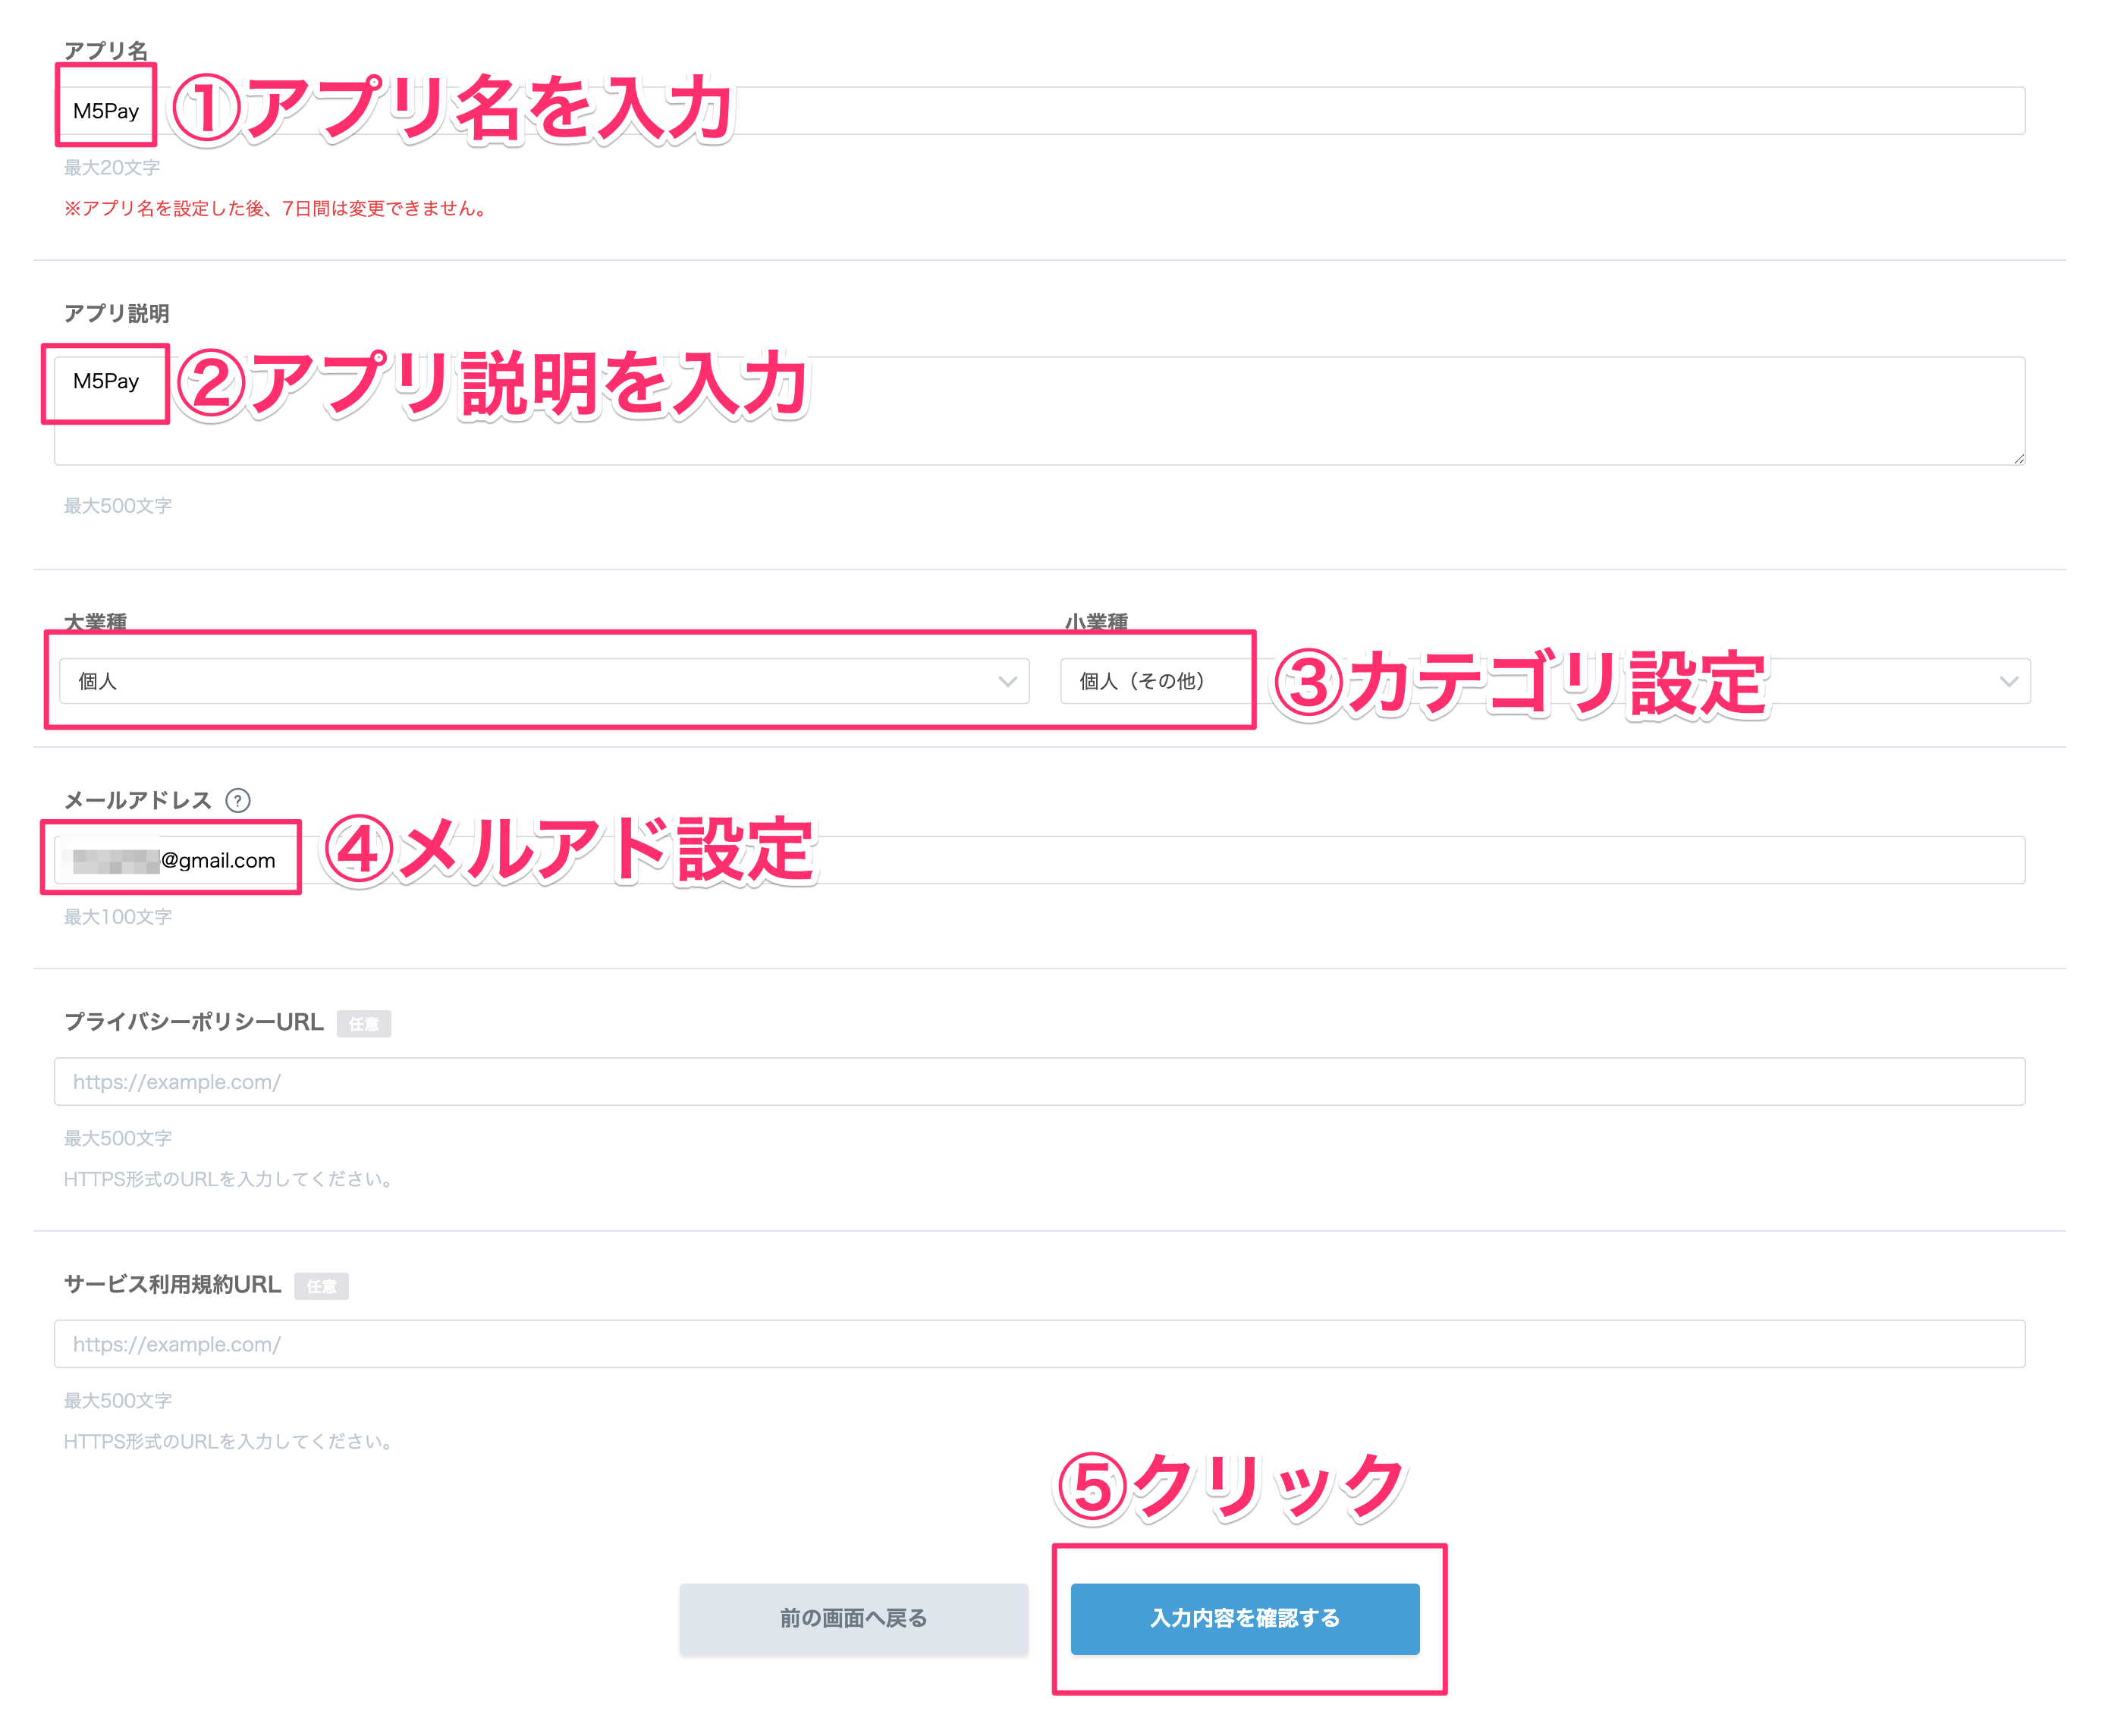 アプリ名
M5Pay
①アプリ名を入力
最大20文字
※アプリ名を設定した後、7日間は変更できません。
アプリ説明
M5Pay
②アプリ説明を入力
最大500文字
大業種
小業種
個人
個人（その他）
③カテゴリ設定
メールアドレス ?
@gmail.com
④メルアド設定
最大100文字
プライバシーポリシーURL 任意
https://example.com/
最大500文字
HTTPS形式のURLを入力してください。
サービス利用規約URL 任意
https://example.com/
最大500文字
HTTPS形式のURLを入力してください。
⑤クリック
前の画面へ戻る
入力内容を確認する